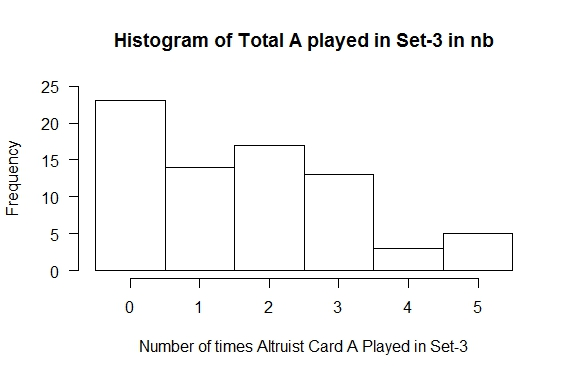 Histogram of Total A played in Set-3 in nb
Frequency
25
20
15
10
5
0
0 1 2 3 4 5
Number of times Altruist Card A Played in Set-3